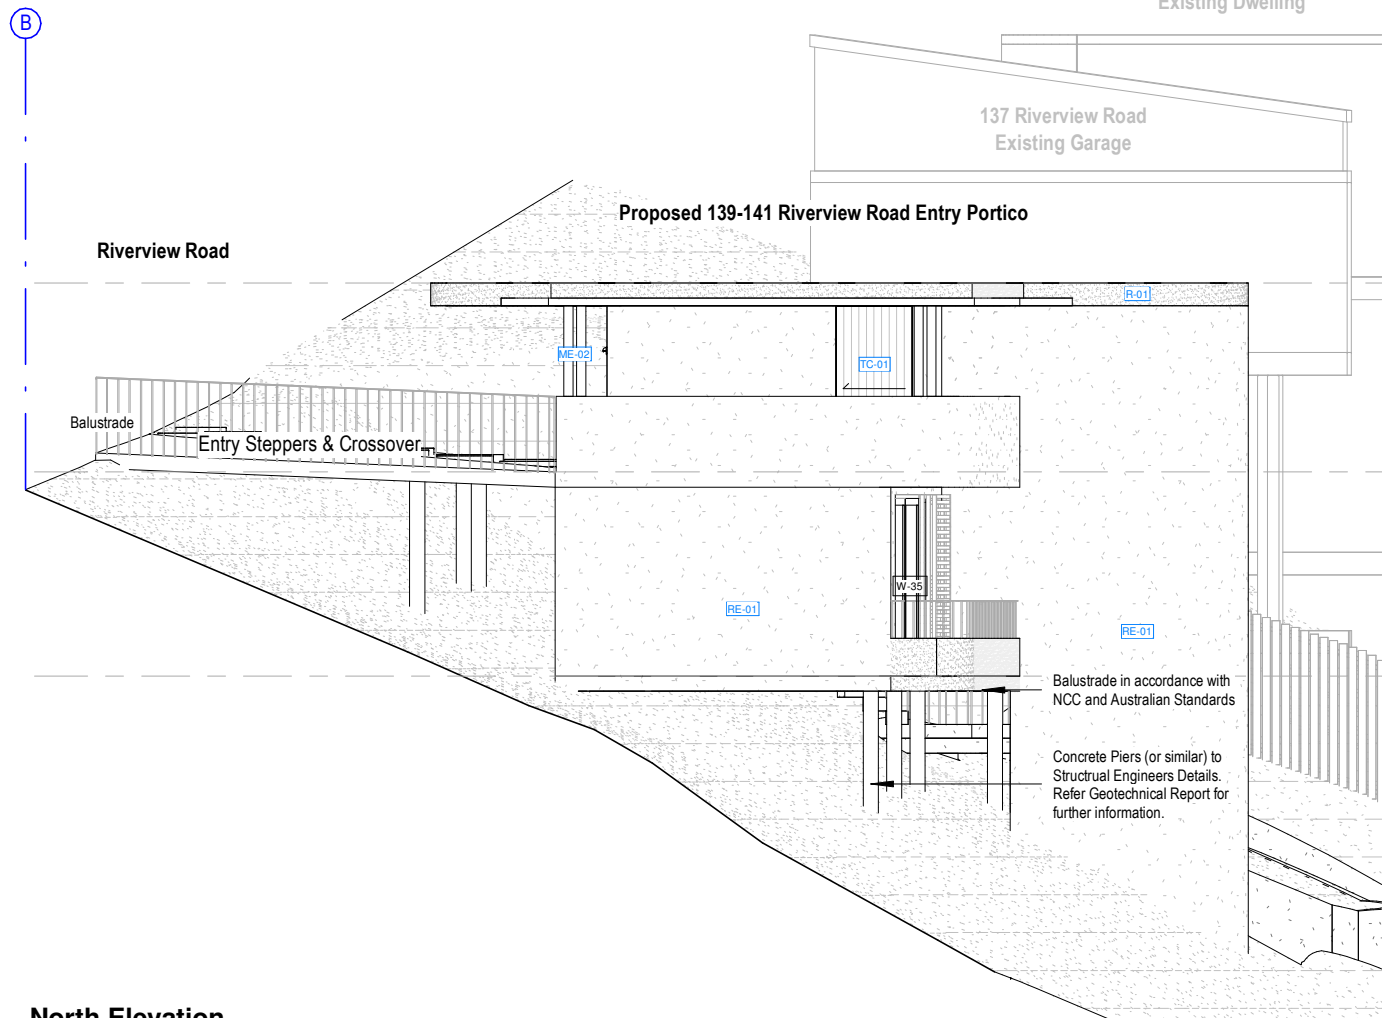 Existing Dwelling
B
137 Riverview Road
Existing Garage
Proposed 139-141 Riverview Road Entry Portico
Riverview Road
R-01
ME-02
TC-01
Balustrade
Entry Steppers & Crossover
W-35
RE-01
RE-01
Balustrade in accordance with
NCC and Australian Standards
Concrete Piers (or similar) to
Structrual Engineers Details.
Refer Geotechnical Report for
further information.
North Elevation